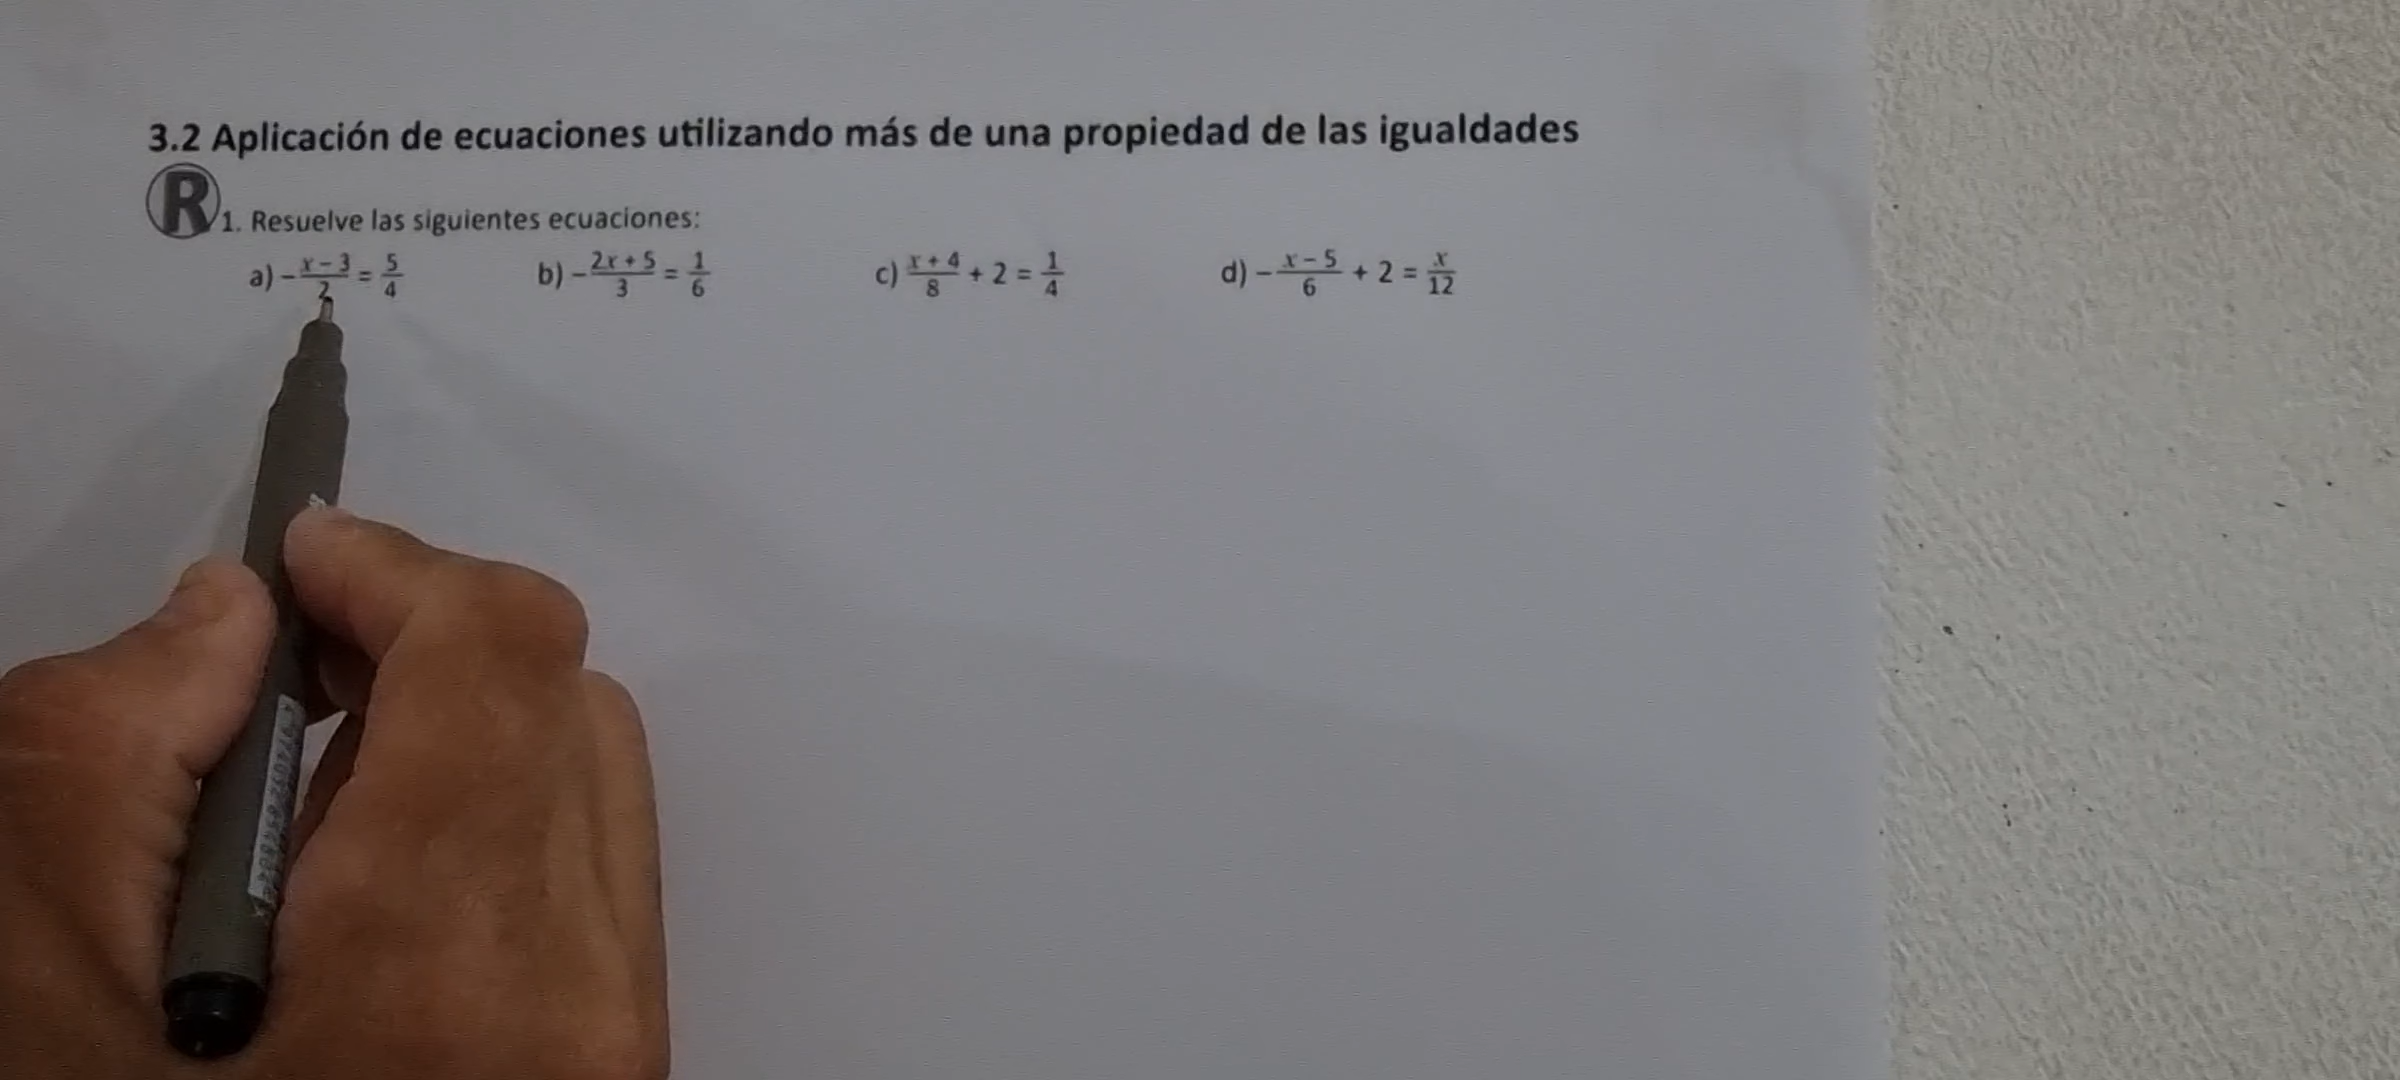 3.2 Aplicación de ecuaciones utilizando más de una propiedad de las igualdades
R 1. Resuelve las siguientes ecuaciones:
a) −(x − 3)/2 = 5/4 b) −(2x + 5)/3 = 1/6 c) (x + 4)/8 + 2 = 1/4 d) −(x − 5)/6 + 2 = x/12